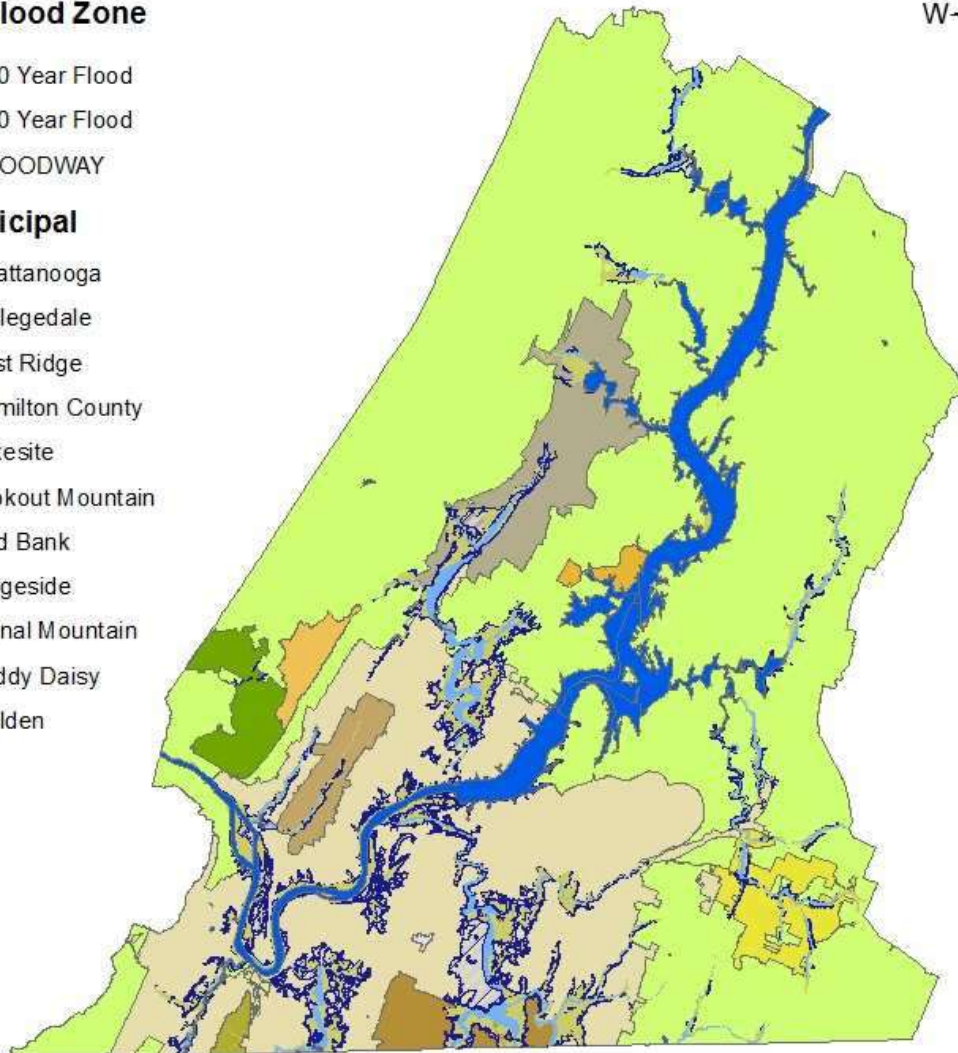 lood Zone
W
0 Year Flood
0 Year Flood
OODWAY
icipal
attanooga
legedale
st Ridge
milton County
kesite
okout Mountain
d Bank
geside
nal Mountain
ddy Daisy
lden